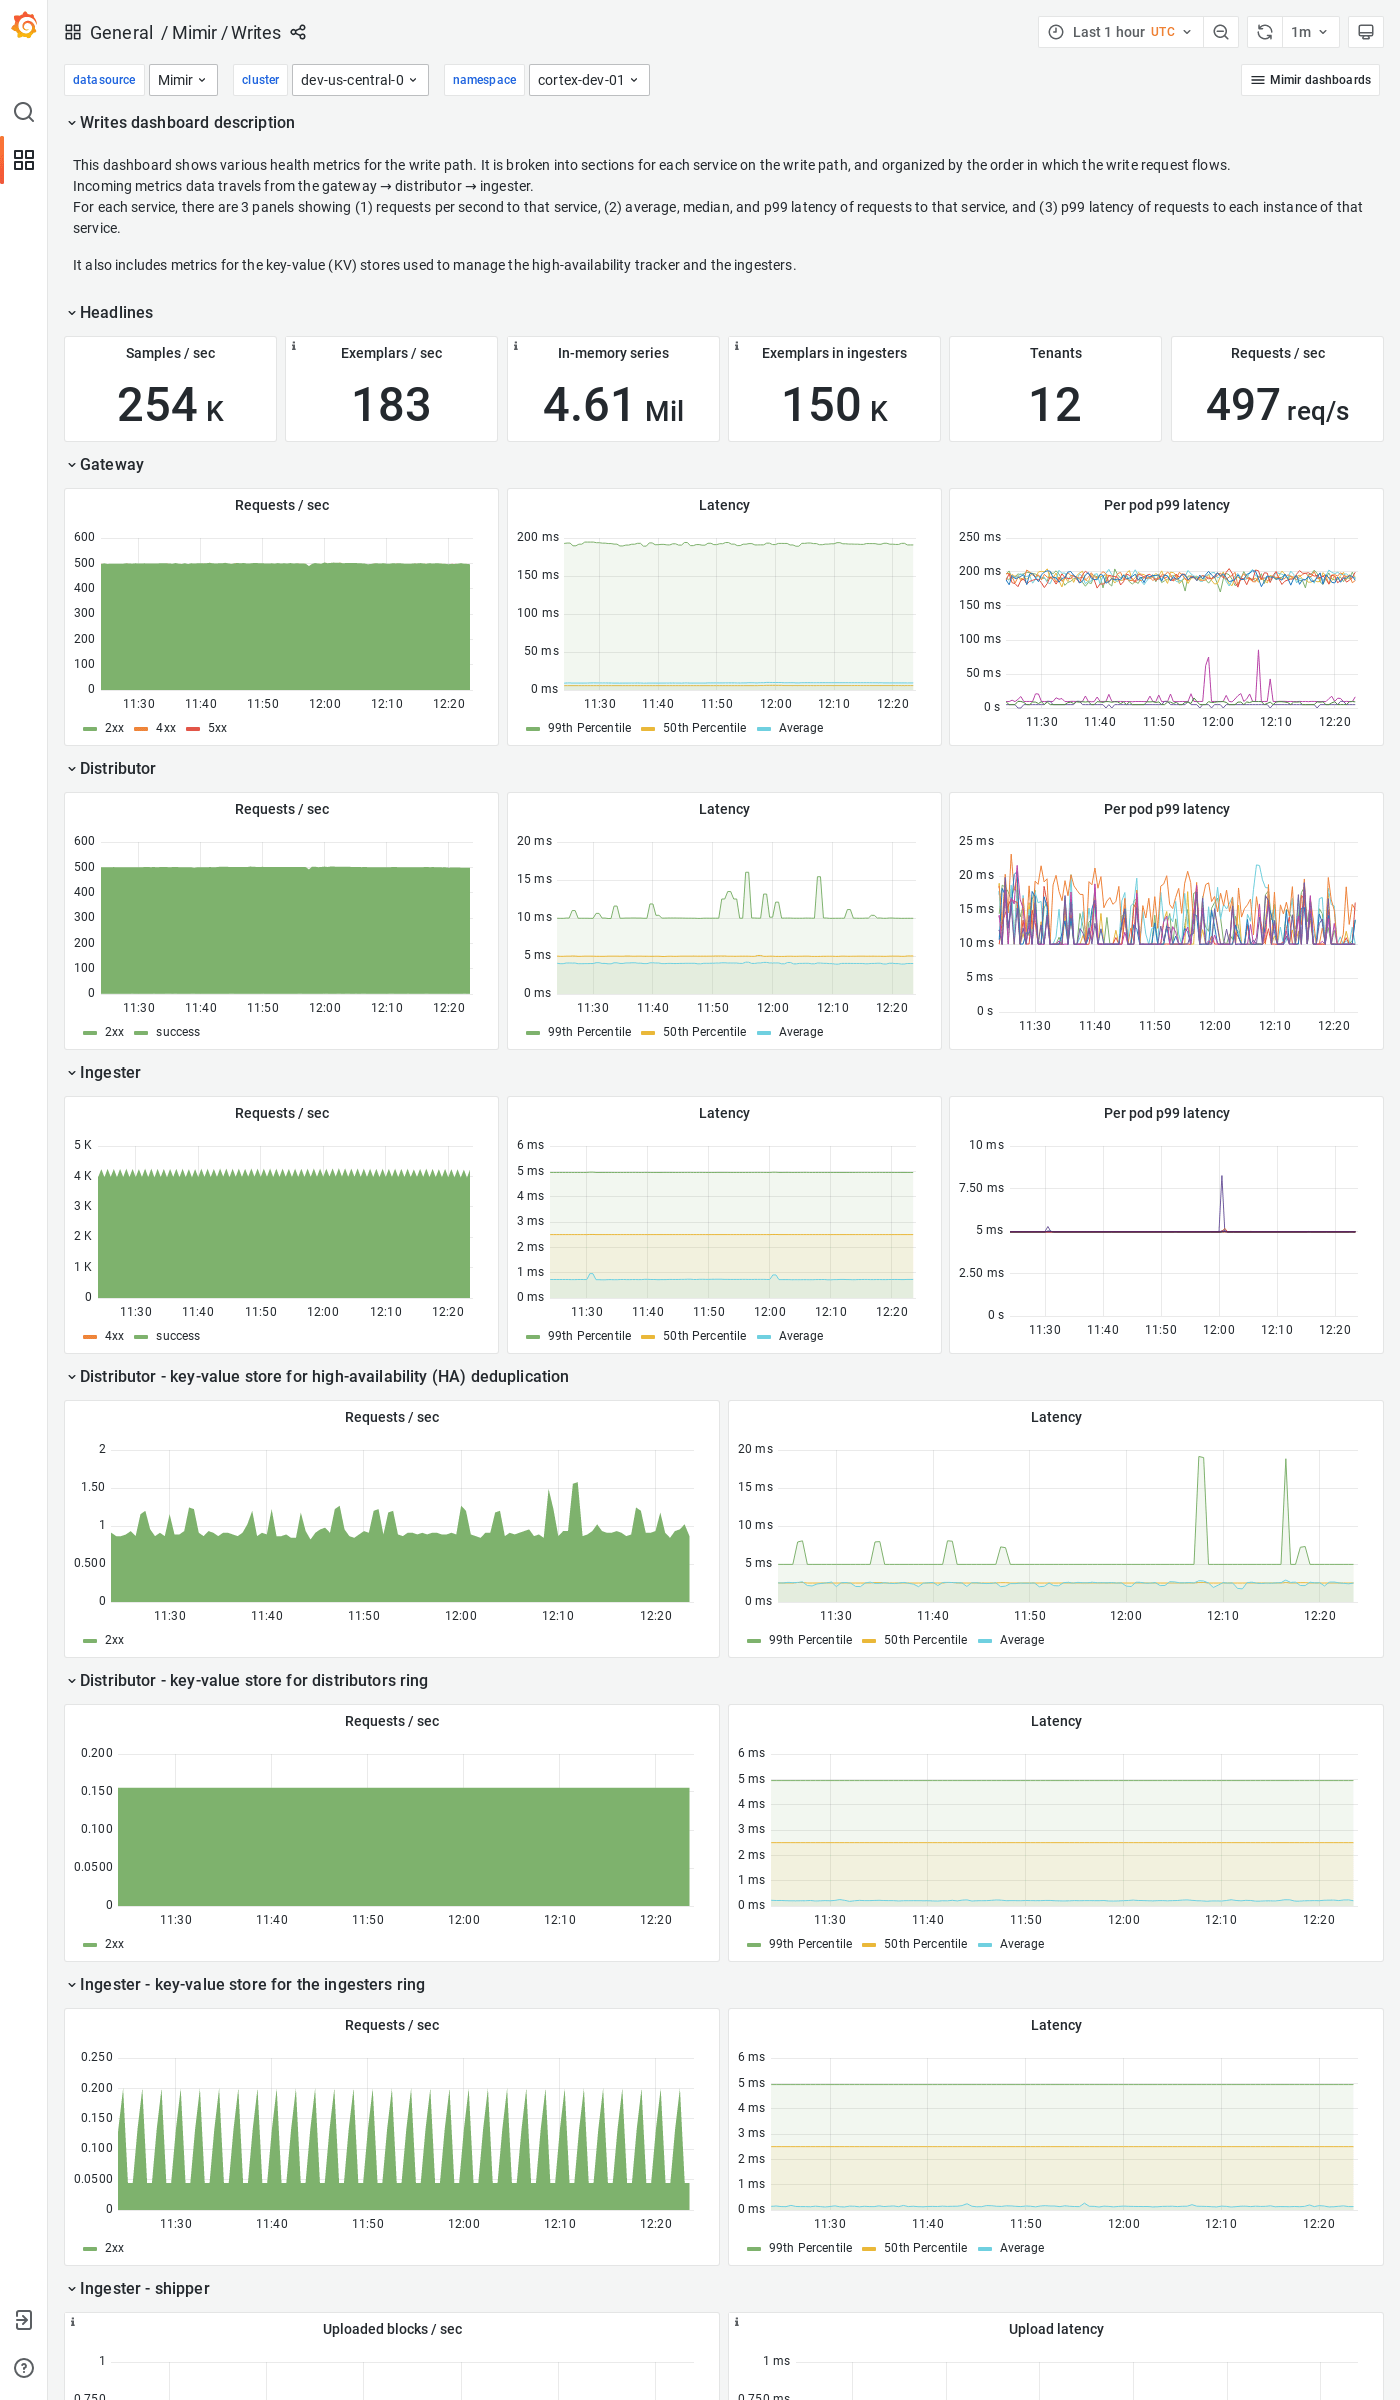 General / Mimir / Writes
Last 1 hour UTC
1m
datasource Mimir cluster dev-us-central-0 namespace cortex-dev-01
Mimir dashboards
Writes dashboard description
This dashboard shows various health metrics for the write path. It is broken into sections for each service on the write path, and organized by the order in which the write request flows.
Incoming metrics data travels from the gateway → distributor → ingester.
For each service, there are 3 panels showing (1) requests per second to that service, (2) average, median, and p99 latency of requests to that service, and (3) p99 latency of requests to each instance of that
service.
It also includes metrics for the key-value (KV) stores used to manage the high-availability tracker and the ingesters.
Headlines
Samples / sec
254 K
Exemplars / sec
183
In-memory series
4.61 Mil
Exemplars in ingesters
150 K
Tenants
12
Requests / sec
497 req/s
Gateway
Requests / sec
600
500
400
300
200
100
0
11:30 11:40 11:50 12:00 12:10 12:20
2xx 4xx 5xx
Latency
200 ms
150 ms
100 ms
50 ms
0 ms
11:30 11:40 11:50 12:00 12:10 12:20
99th Percentile 50th Percentile Average
Per pod p99 latency
250 ms
200 ms
150 ms
100 ms
50 ms
0 s
11:30 11:40 11:50 12:00 12:10 12:20
Distributor
Requests / sec
600
500
400
300
200
100
0
11:30 11:40 11:50 12:00 12:10 12:20
2xx success
Latency
20 ms
15 ms
10 ms
5 ms
0 ms
11:30 11:40 11:50 12:00 12:10 12:20
99th Percentile 50th Percentile Average
Per pod p99 latency
25 ms
20 ms
15 ms
10 ms
5 ms
0 s
11:30 11:40 11:50 12:00 12:10 12:20
Ingester
Requests / sec
5 K
4 K
3 K
2 K
1 K
0
11:30 11:40 11:50 12:00 12:10 12:20
4xx success
Latency
6 ms
5 ms
4 ms
3 ms
2 ms
1 ms
0 ms
11:30 11:40 11:50 12:00 12:10 12:20
99th Percentile 50th Percentile Average
Per pod p99 latency
10 ms
7.50 ms
5 ms
2.50 ms
0 s
11:30 11:40 11:50 12:00 12:10 12:20
Distributor - key-value store for high-availability (HA) deduplication
Requests / sec
2
1.50
1
0.500
0
11:30 11:40 11:50 12:00 12:10 12:20
2xx
Latency
20 ms
15 ms
10 ms
5 ms
0 ms
11:30 11:40 11:50 12:00 12:10 12:20
99th Percentile 50th Percentile Average
Distributor - key-value store for distributors ring
Requests / sec
0.200
0.150
0.100
0.0500
0
11:30 11:40 11:50 12:00 12:10 12:20
2xx
Latency
6 ms
5 ms
4 ms
3 ms
2 ms
1 ms
0 ms
11:30 11:40 11:50 12:00 12:10 12:20
99th Percentile 50th Percentile Average
Ingester - key-value store for the ingesters ring
Requests / sec
0.250
0.200
0.150
0.100
0.0500
0
11:30 11:40 11:50 12:00 12:10 12:20
2xx
Latency
6 ms
5 ms
4 ms
3 ms
2 ms
1 ms
0 ms
11:30 11:40 11:50 12:00 12:10 12:20
99th Percentile 50th Percentile Average
Ingester - shipper
Uploaded blocks / sec
1
0.750
Upload latency
1 ms
0.750 ms